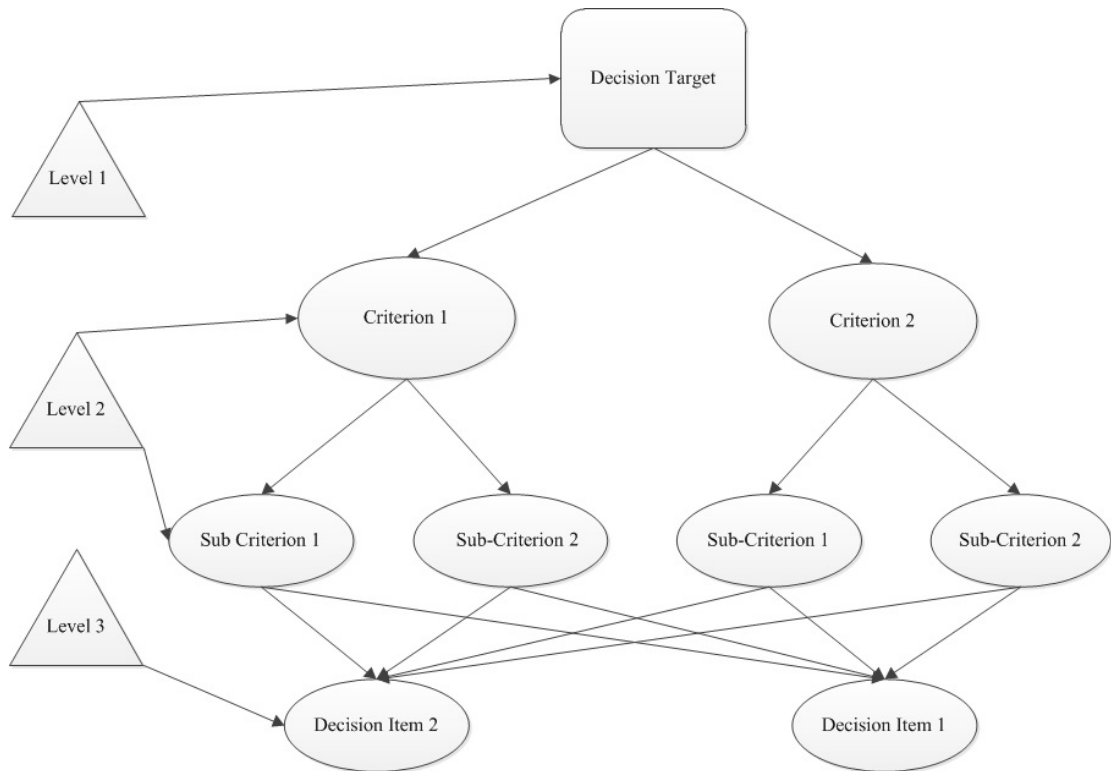 Decision Target
Level 1
Criterion 1
Criterion 2
Level 2
Sub Criterion 1
Sub-Criterion 2
Sub-Criterion 1
Sub-Criterion 2
Level 3
Decision Item 2
Decision Item 1